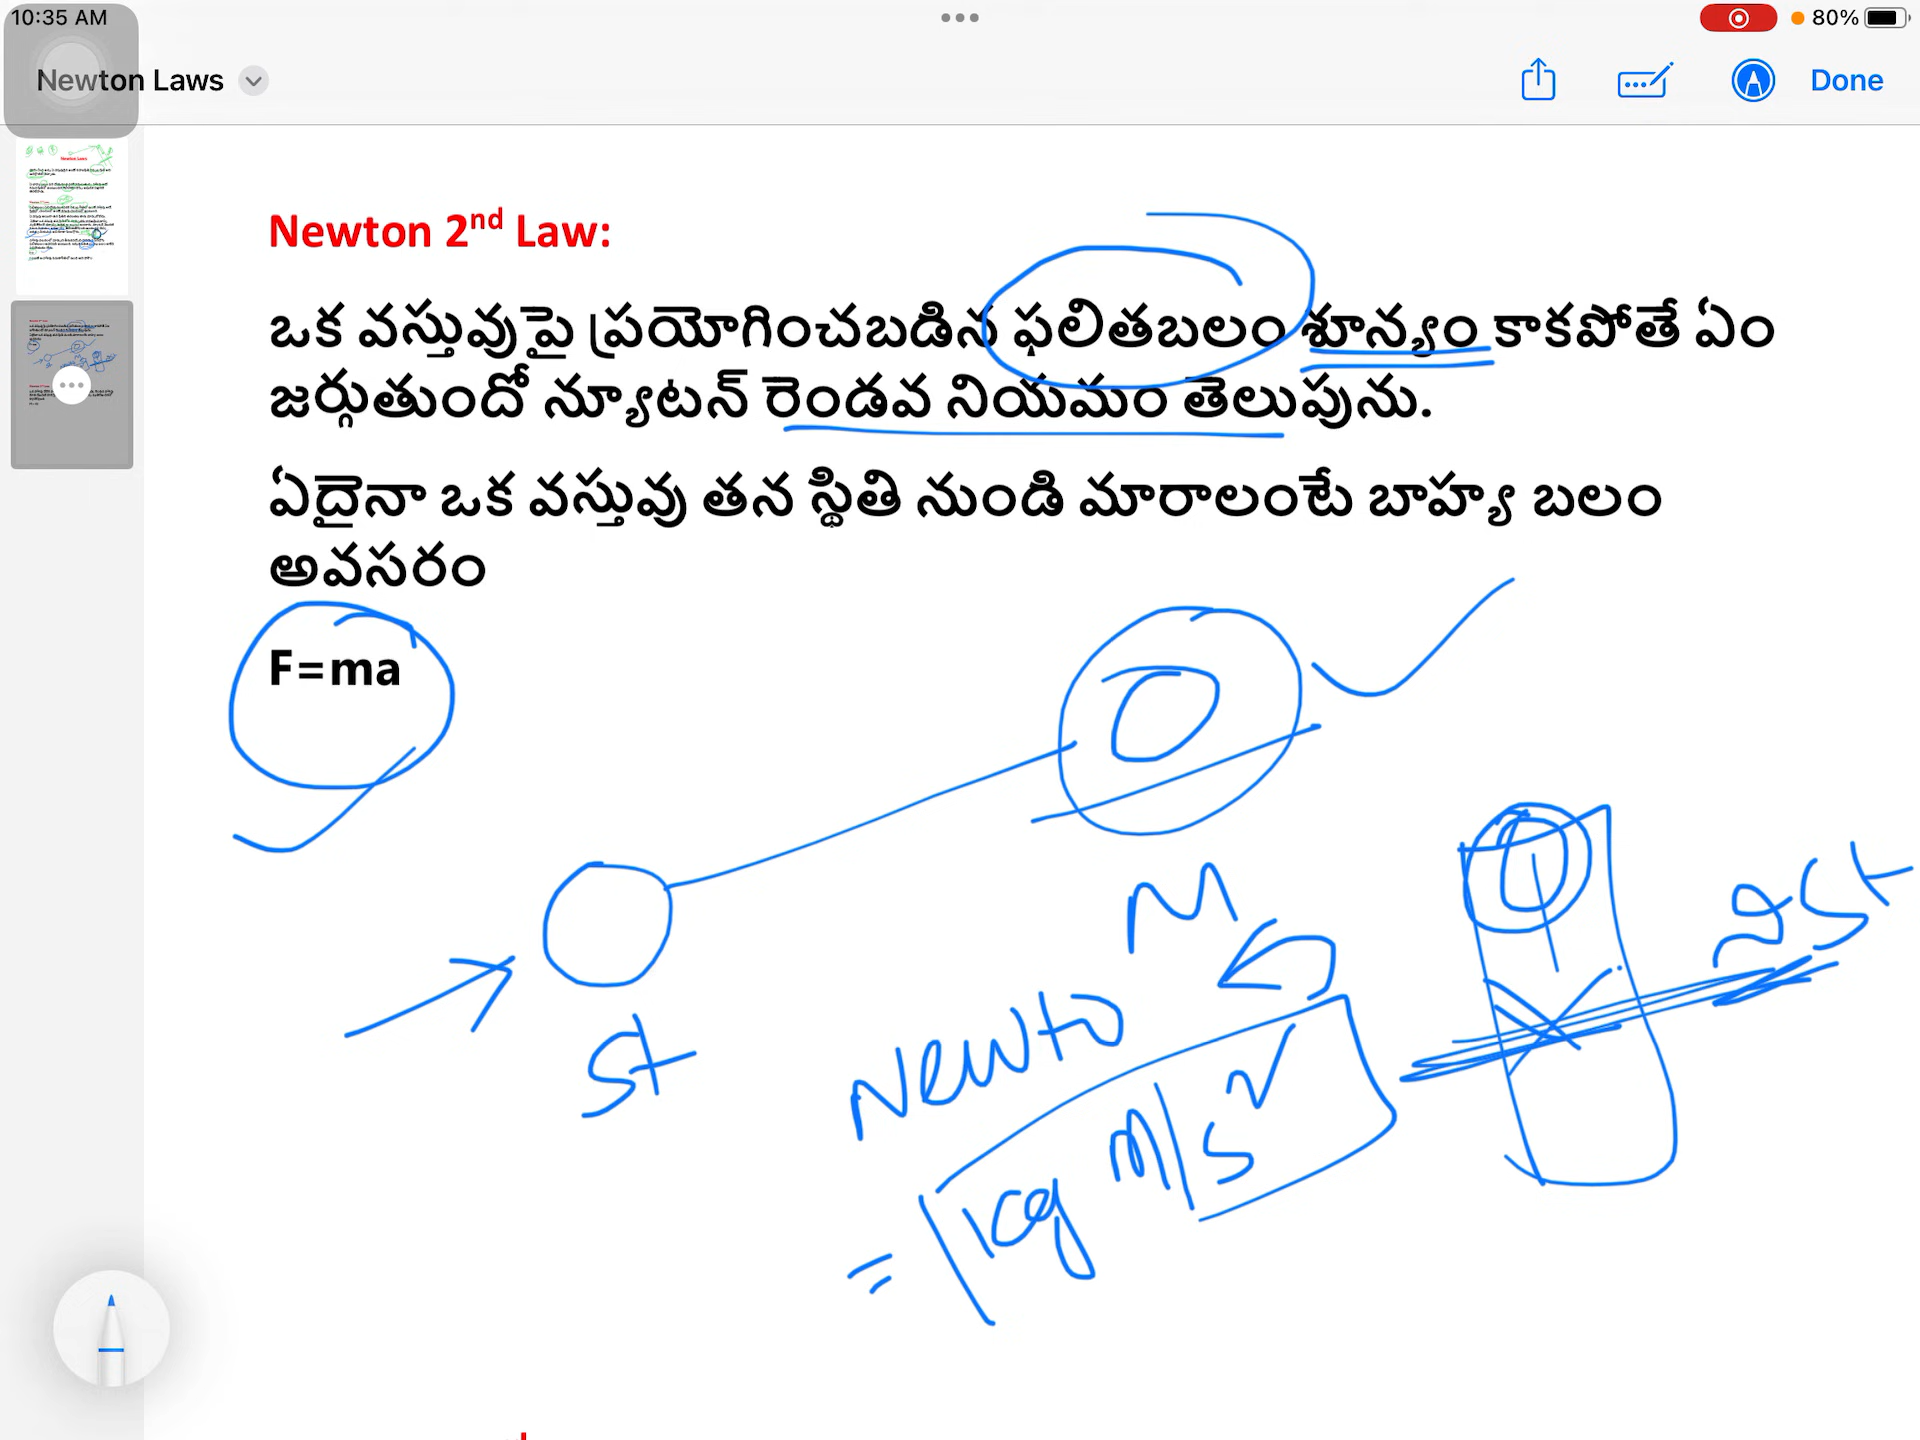 10:35 AM
80%
Newton Laws
Done
Newton 2nd Law:
ఒక వస్తువుపై ప్రయోగించబడిన ఫలితబలం శూన్యం కాకపోతే ఏం
జర్గుతుందో న్యూటన్ రెండవ నియమం తెలుపును.
ఏదైనా ఒక వస్తువు తన స్థితి నుండి మారాలంటే బాహ్య బలం
అవసరం
F=ma
St
N
Newto
= kg m/s²